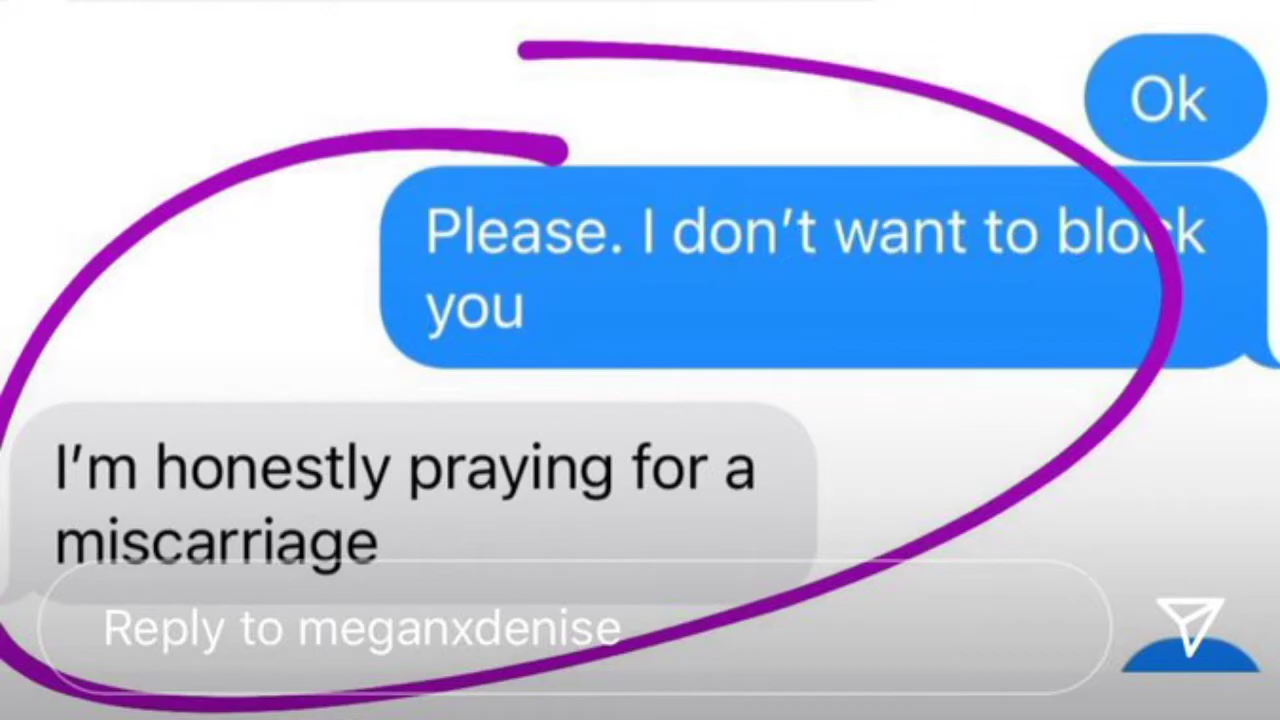 Ok
Please. I don't want to block
you
I'm honestly praying for a
miscarriage
Reply to meganxdenise